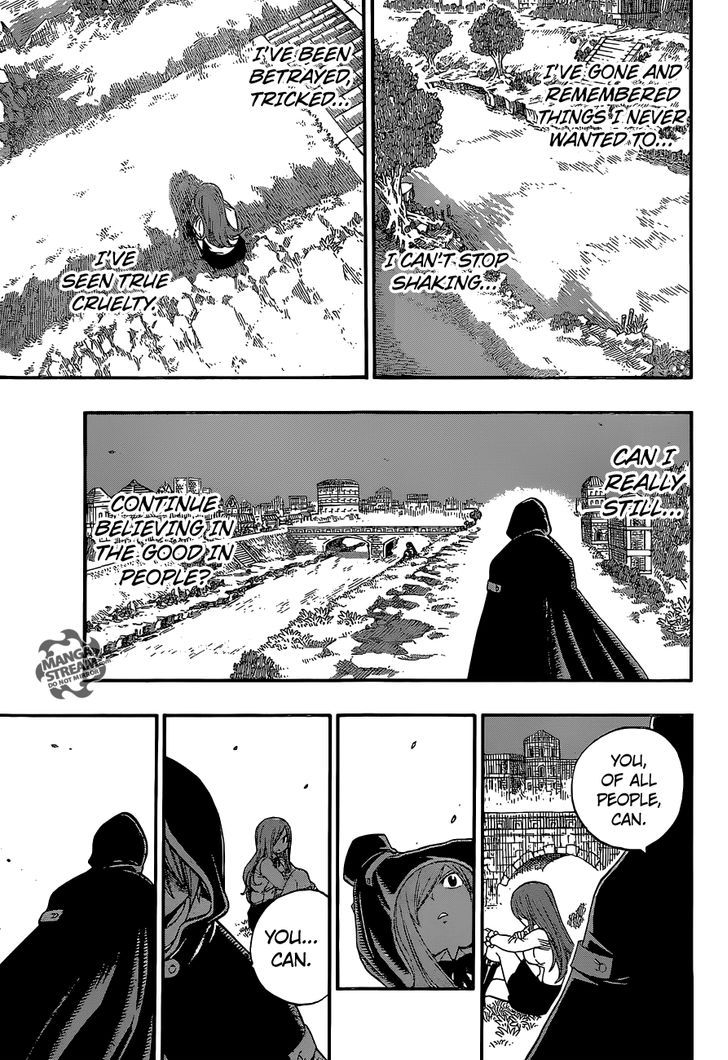 I'VE GONE AND
REMEMBERED
THINGS I NEVER
WANTED TO...
I CAN'T STOP
SHAKING...
I'VE BEEN
BETRAYED,
TRICKED...
I'VE
SEEN TRUE
CRUELTY.
CAN I
REALLY
STILL...
CONTINUE
BELIEVING IN
THE GOOD IN
PEOPLE?
MANGA
STREAM
DO NOT MIRROR
YOU,
OF ALL
PEOPLE,
CAN.
YOU...
CAN.